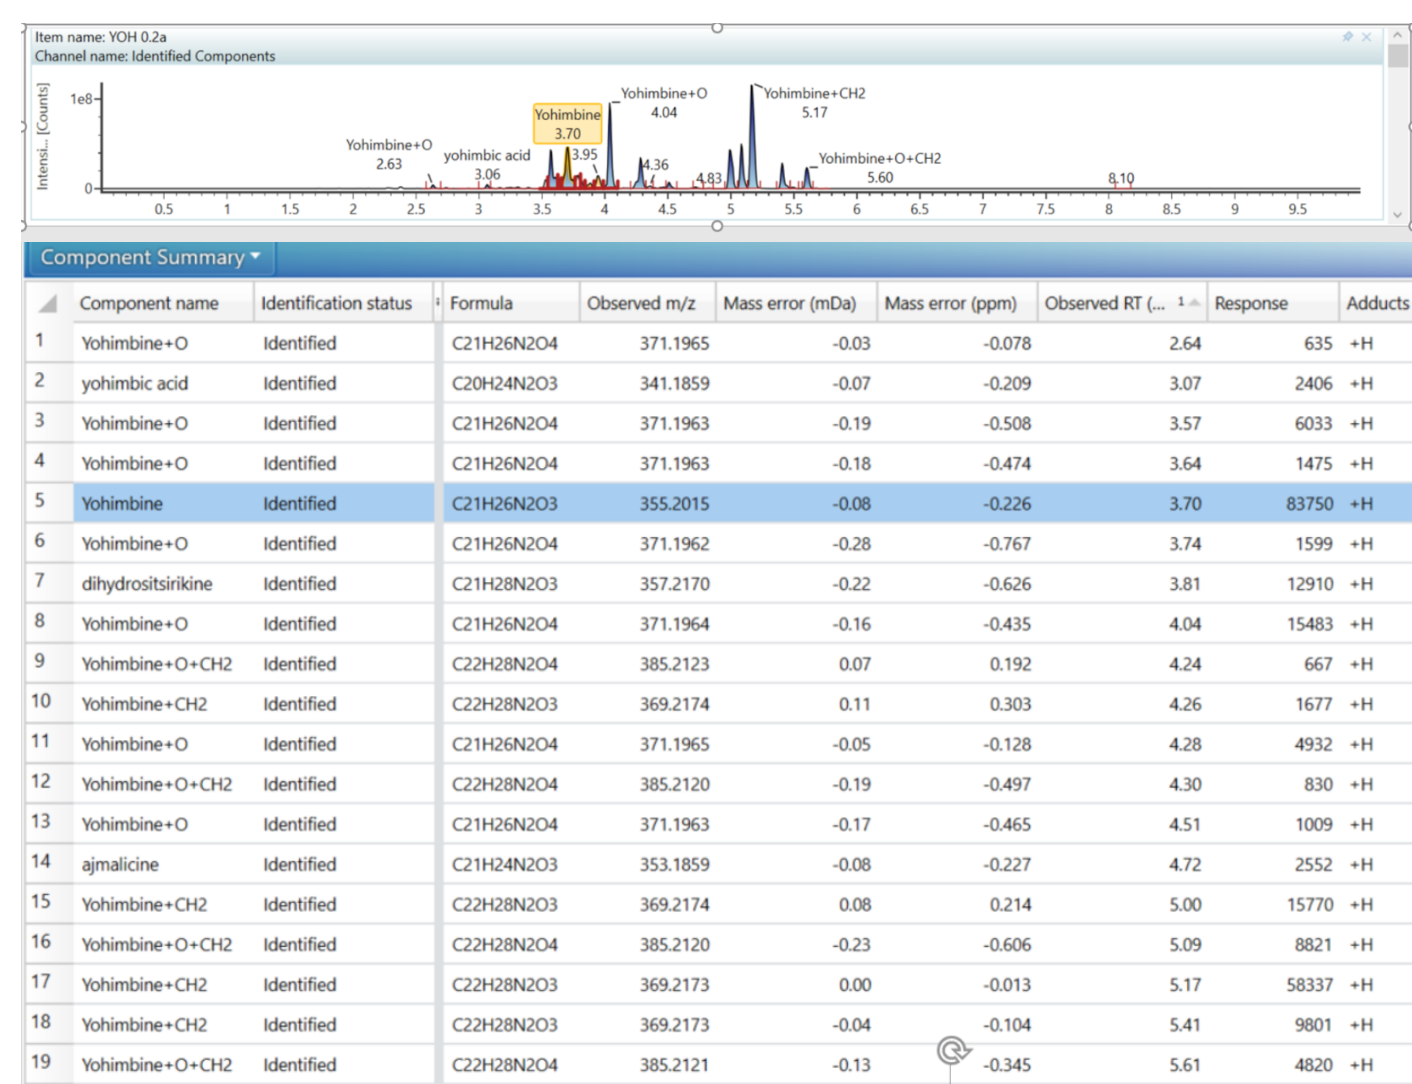 Item name: YOH 0.2a
Channel name: Identified Components
Intensi... [Counts]
1e8
0
Yohimbine+O
2.63
yohimbic acid
3.06
Yohimbine
3.70
3.95
Yohimbine+O
4.04
4.36
4.83
Yohimbine+CH2
5.17
Yohimbine+O+CH2
5.60
8.10
0.5 1 1.5 2 2.5 3 3.5 4 4.5 5 5.5 6 6.5 7 7.5 8 8.5 9 9.5
Component Summary
Component name Identification status Formula Observed m/z Mass error (mDa) Mass error (ppm) Observed RT (... 1 Response Adducts
1 Yohimbine+O Identified C21H26N2O4 371.1965 -0.03 -0.078 2.64 635 +H
2 yohimbic acid Identified C20H24N2O3 341.1859 -0.07 -0.209 3.07 2406 +H
3 Yohimbine+O Identified C21H26N2O4 371.1963 -0.19 -0.508 3.57 6033 +H
4 Yohimbine+O Identified C21H26N2O4 371.1963 -0.18 -0.474 3.64 1475 +H
5 Yohimbine Identified C21H26N2O3 355.2015 -0.08 -0.226 3.70 83750 +H
6 Yohimbine+O Identified C21H26N2O4 371.1962 -0.28 -0.767 3.74 1599 +H
7 dihydrositsirikine Identified C21H28N2O3 357.2170 -0.22 -0.626 3.81 12910 +H
8 Yohimbine+O Identified C21H26N2O4 371.1964 -0.16 -0.435 4.04 15483 +H
9 Yohimbine+O+CH2 Identified C22H28N2O4 385.2123 0.07 0.192 4.24 667 +H
10 Yohimbine+CH2 Identified C22H28N2O3 369.2174 0.11 0.303 4.26 1677 +H
11 Yohimbine+O Identified C21H26N2O4 371.1965 -0.05 -0.128 4.28 4932 +H
12 Yohimbine+O+CH2 Identified C22H28N2O4 385.2120 -0.19 -0.497 4.30 830 +H
13 Yohimbine+O Identified C21H26N2O4 371.1963 -0.17 -0.465 4.51 1009 +H
14 ajmalicine Identified C21H24N2O3 353.1859 -0.08 -0.227 4.72 2552 +H
15 Yohimbine+CH2 Identified C22H28N2O3 369.2174 0.08 0.214 5.00 15770 +H
16 Yohimbine+O+CH2 Identified C22H28N2O4 385.2120 -0.23 -0.606 5.09 8821 +H
17 Yohimbine+CH2 Identified C22H28N2O3 369.2173 0.00 -0.013 5.17 58337 +H
18 Yohimbine+CH2 Identified C22H28N2O3 369.2173 -0.04 -0.104 5.41 9801 +H
19 Yohimbine+O+CH2 Identified C22H28N2O4 385.2121 -0.13 -0.345 5.61 4820 +H